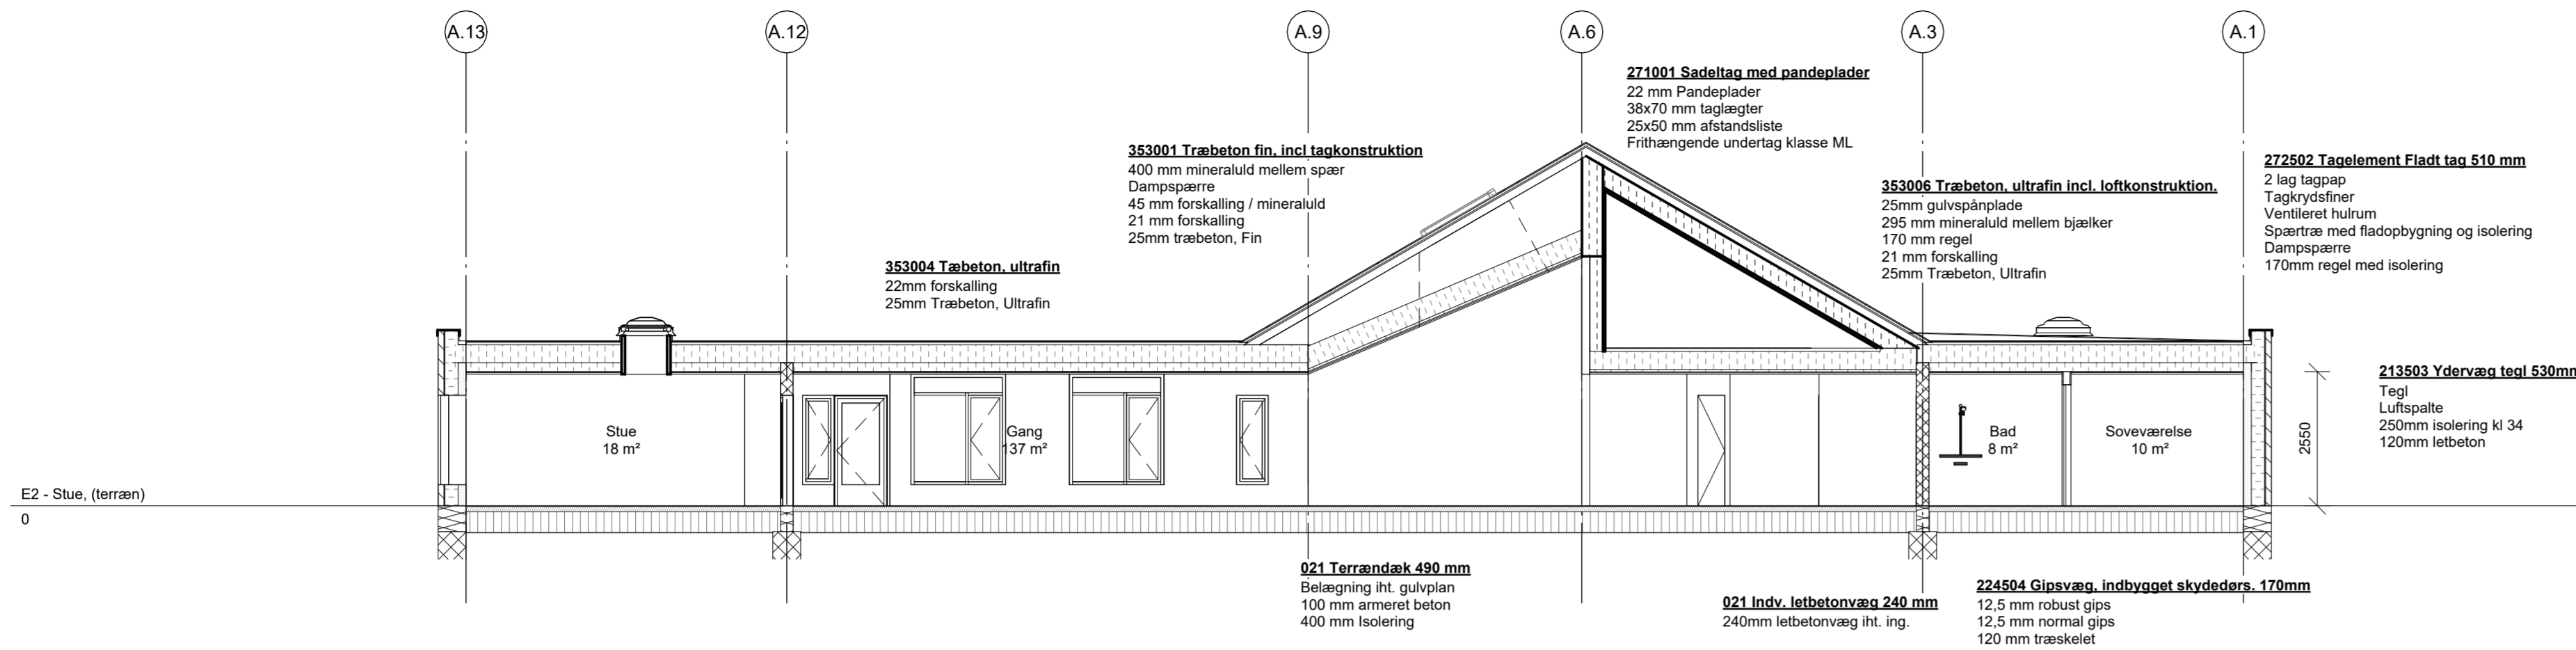 A.13
A.12
A.9
A.6
A.3
A.1
271001 Sadeltag med pandeplader
22 mm Pandeplader
38x70 mm taglægter
25x50 mm afstandsliste
Frithængende undertag klasse ML
353001 Træbeton fin, incl tagkonstruktion
400 mm mineraluld mellem spær
Dampspærre
45 mm forskalling / mineraluld
21 mm forskalling
25mm træbeton, Fin
272502 Tagelement Fladt tag 510 mm
2 lag tagpap
Tagkrydsfiner
Ventileret hulrum
Spærtræ med fladopbygning og isolering
Dampspærre
170mm regel med isolering
353006 Træbeton, ultrafin incl. loftkonstruktion.
25mm gulvspånplade
295 mm mineraluld mellem bjælker
170 mm regel
21 mm forskalling
25mm Træbeton, Ultrafin
353004 Tæbeton, ultrafin
22mm forskalling
25mm Træbeton, Ultrafin
213503 Ydervæg tegl 530mm
Tegl
Luftspalte
250mm isolering kl 34
120mm letbeton
Stue
18 m²
Gang
137 m²
Bad
8 m²
Soveværelse
10 m²
2550
E2 - Stue, (terræn)
0
021 Terrændæk 490 mm
Belægning iht. gulvplan
100 mm armeret beton
400 mm Isolering
021 Indv. letbetonvæg 240 mm
240mm letbetonvæg iht. ing.
224504 Gipsvæg, indbygget skydedørs. 170mm
12,5 mm robust gips
12,5 mm normal gips
120 mm træskelet